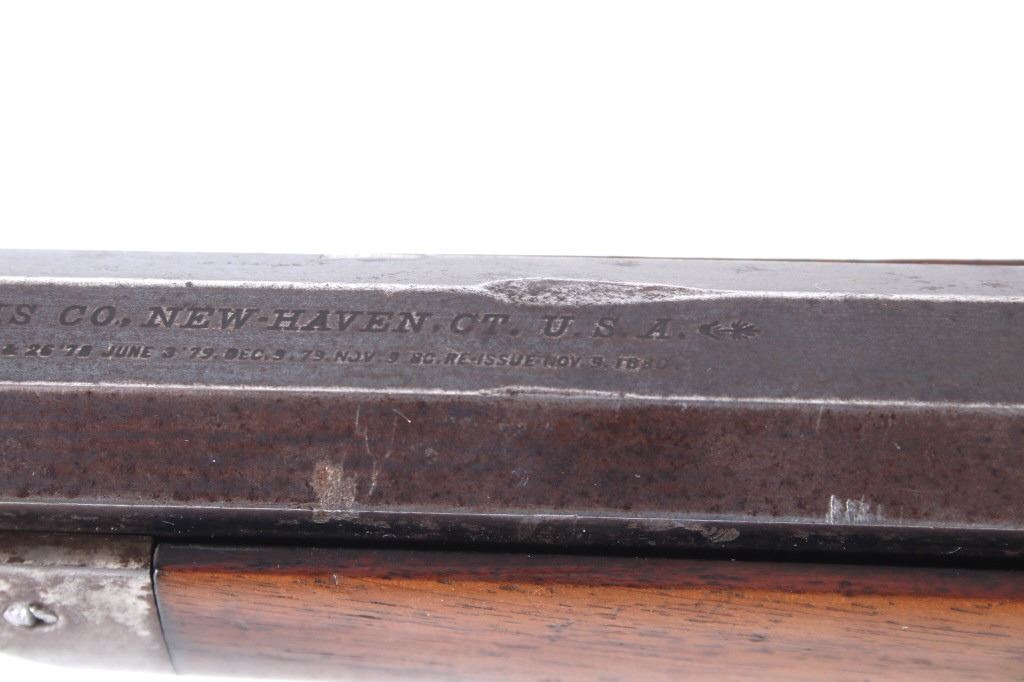 IS CO., NEW-HAVEN. CT. U. S. A.
& 26 '78 JUNE 3 '79. DEC. 9. 79. NOV. 9 80. RE-ISSUE NOV 9. 1880